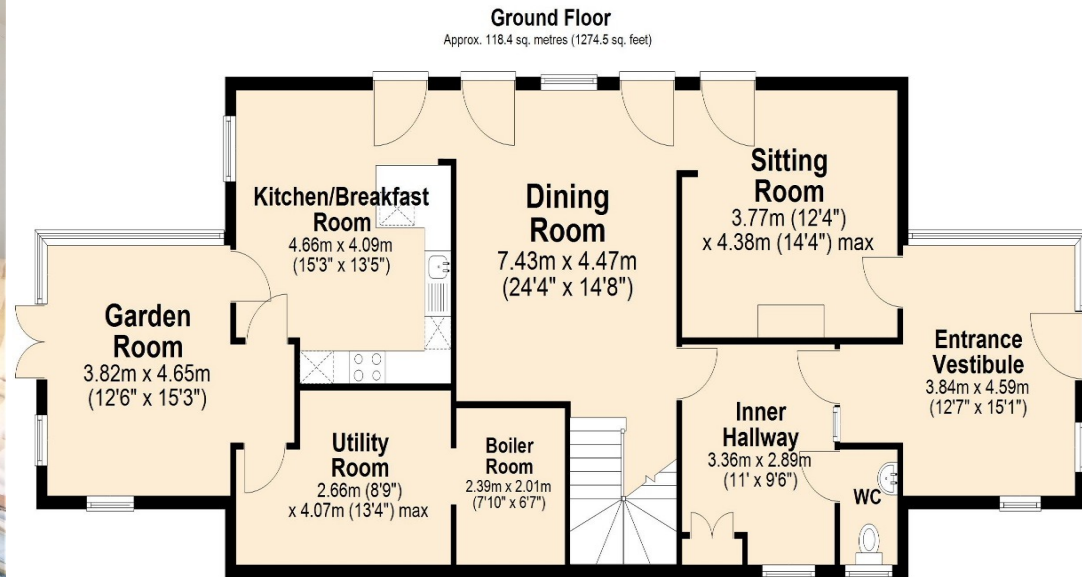 Ground Floor
Approx. 118.4 sq. metres (1274.5 sq. feet)
Kitchen/Breakfast
Room
4.66m x 4.09m
(15'3" x 13'5")
Dining
Room
7.43m x 4.47m
(24'4" x 14'8")
Sitting
Room
3.77m (12'4")
x 4.38m (14'4") max
Garden
Room
3.82m x 4.65m
(12'6" x 15'3")
Entrance
Vestibule
3.84m x 4.59m
(12'7" x 15'1")
Utility
Room
2.66m (8'9")
x 4.07m (13'4") max
Boiler
Room
2.39m x 2.01m
(7'10" x 6'7")
Inner
Hallway
3.36m x 2.89m
(11' x 9'6")
WC